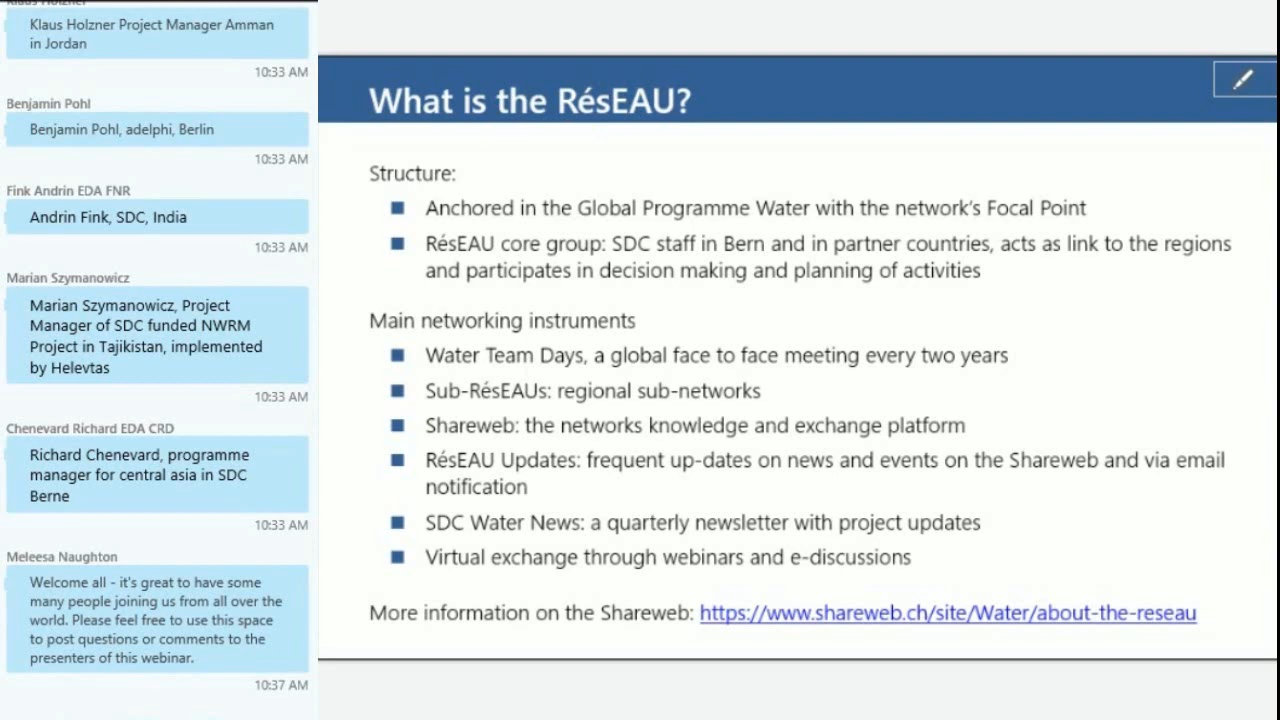 Klaus Holzner
Klaus Holzner Project Manager Amman
in Jordan
10:33 AM
Benjamin Pohl
Benjamin Pohl, adelphi, Berlin
10:33 AM
Fink Andrin EDA FNR
Andrin Fink, SDC, India
10:33 AM
Marian Szymanowicz
Marian Szymanowicz, Project
Manager of SDC funded NWRM
Project in Tajikistan, implemented
by Helevtas
10:33 AM
Chenevard Richard EDA CRD
Richard Chenevard, programme
manager for central asia in SDC
Berne
10:33 AM
Meleesa Naughton
Welcome all - it's great to have some
many people joining us from all over the
world. Please feel free to use this space
to post questions or comments to the
presenters of this webinar.
10:37 AM
What is the RésEAU?
Structure:
Anchored in the Global Programme Water with the network's Focal Point
RésEAU core group: SDC staff in Bern and in partner countries, acts as link to the regions
and participates in decision making and planning of activities
Main networking instruments
Water Team Days, a global face to face meeting every two years
Sub-RésEAUs: regional sub-networks
Shareweb: the networks knowledge and exchange platform
RésEAU Updates: frequent up-dates on news and events on the Shareweb and via email
notification
SDC Water News: a quarterly newsletter with project updates
Virtual exchange through webinars and e-discussions
More information on the Shareweb: https://www.shareweb.ch/site/Water/about-the-reseau